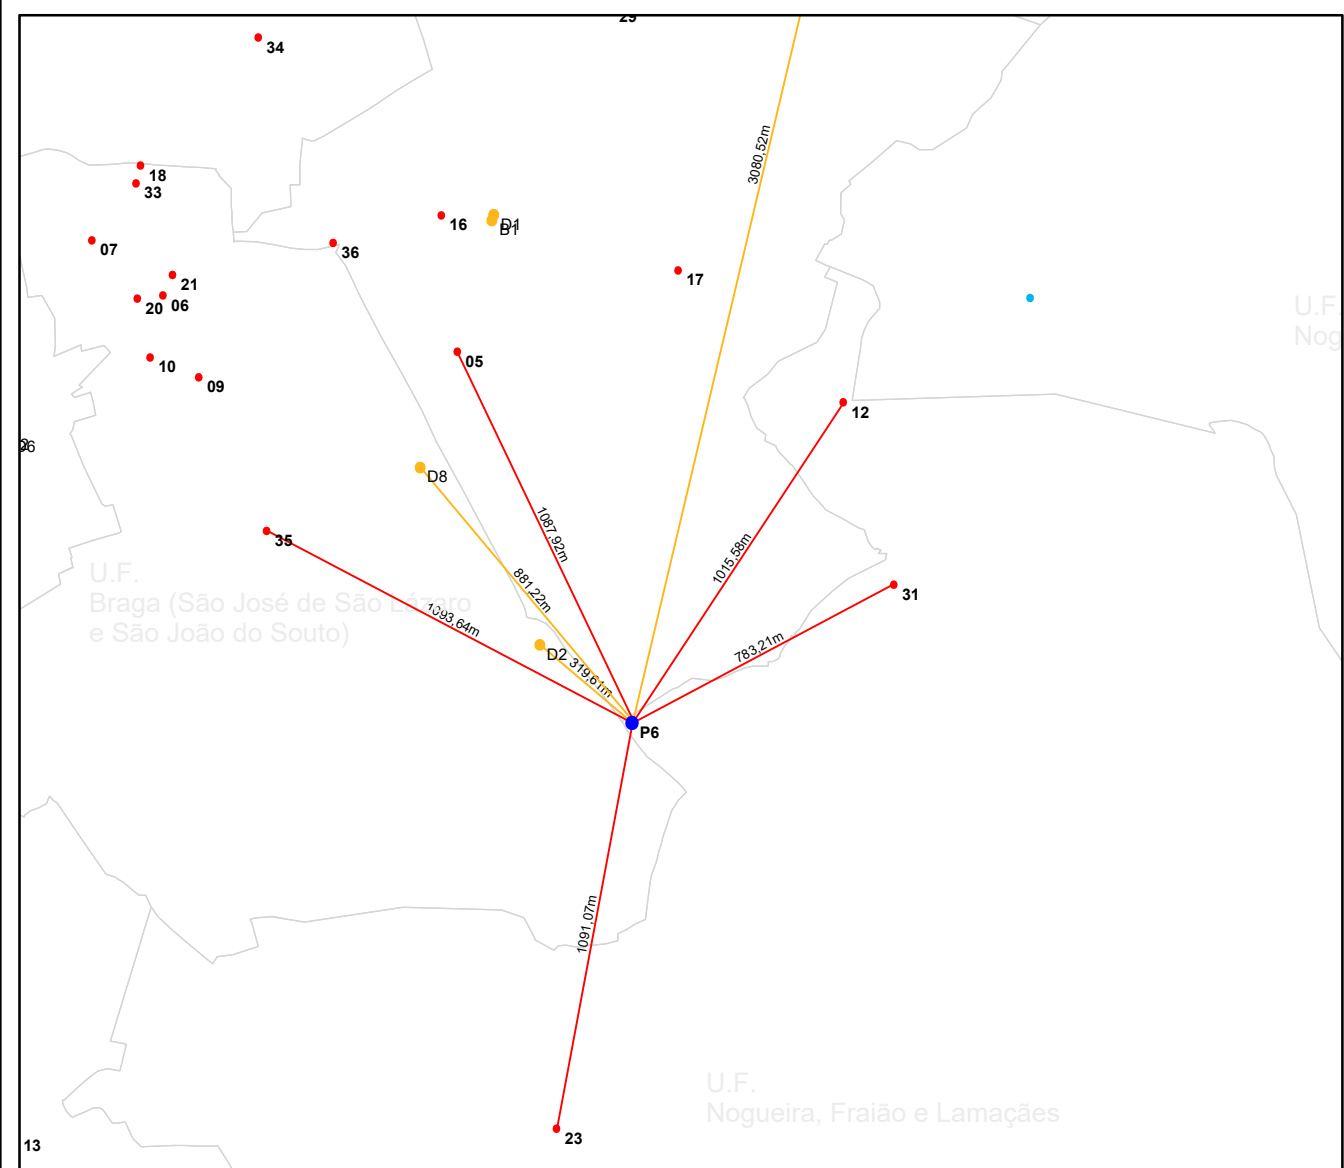 29
34
3080,52m
18
33
16
D1
B1
07
36
17
21
20
06
U.F.
Nog
05
10
09
12
D8
1087,92m
35
1015,58m
881,22m
31
U.F.
Braga (São José de São Lázaro
e São João do Souto)
1093,64m
783,21m
D2
319,61m
P6
1091,07m
U.F.
Nogueira, Fraião e Lamaçães
23
13